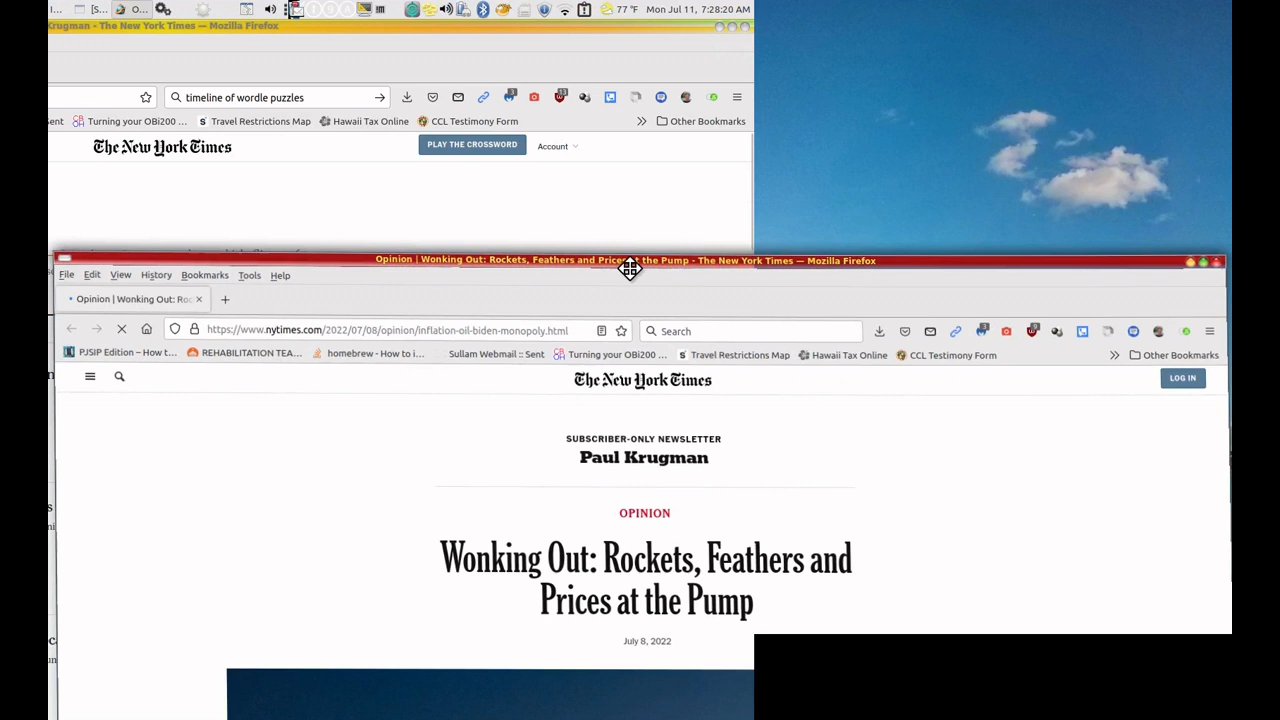 I... [S... O... 77 °F Mon Jul 11, 7:28:20 AM
Krugman - The New York Times — Mozilla Firefox
timeline of wordle puzzles
Sent Turning your OBi200 ... Travel Restrictions Map Hawaii Tax Online CCL Testimony Form Other Bookmarks
The New York Times PLAY THE CROSSWORD Account
Opinion | Wonking Out: Rockets, Feathers and Prices at the Pump - The New York Times — Mozilla Firefox
File Edit View History Bookmarks Tools Help
Opinion | Wonking Out: Roc
https://www.nytimes.com/2022/07/08/opinion/inflation-oil-biden-monopoly.html Search
PJSIP Edition – How t... REHABILITATION TEA... homebrew - How to i... Sullam Webmail :: Sent Turning your OBi200 ... Travel Restrictions Map Hawaii Tax Online CCL Testimony Form Other Bookmarks
The New York Times LOG IN
SUBSCRIBER-ONLY NEWSLETTER
Paul Krugman
OPINION
Wonking Out: Rockets, Feathers and
Prices at the Pump
July 8, 2022